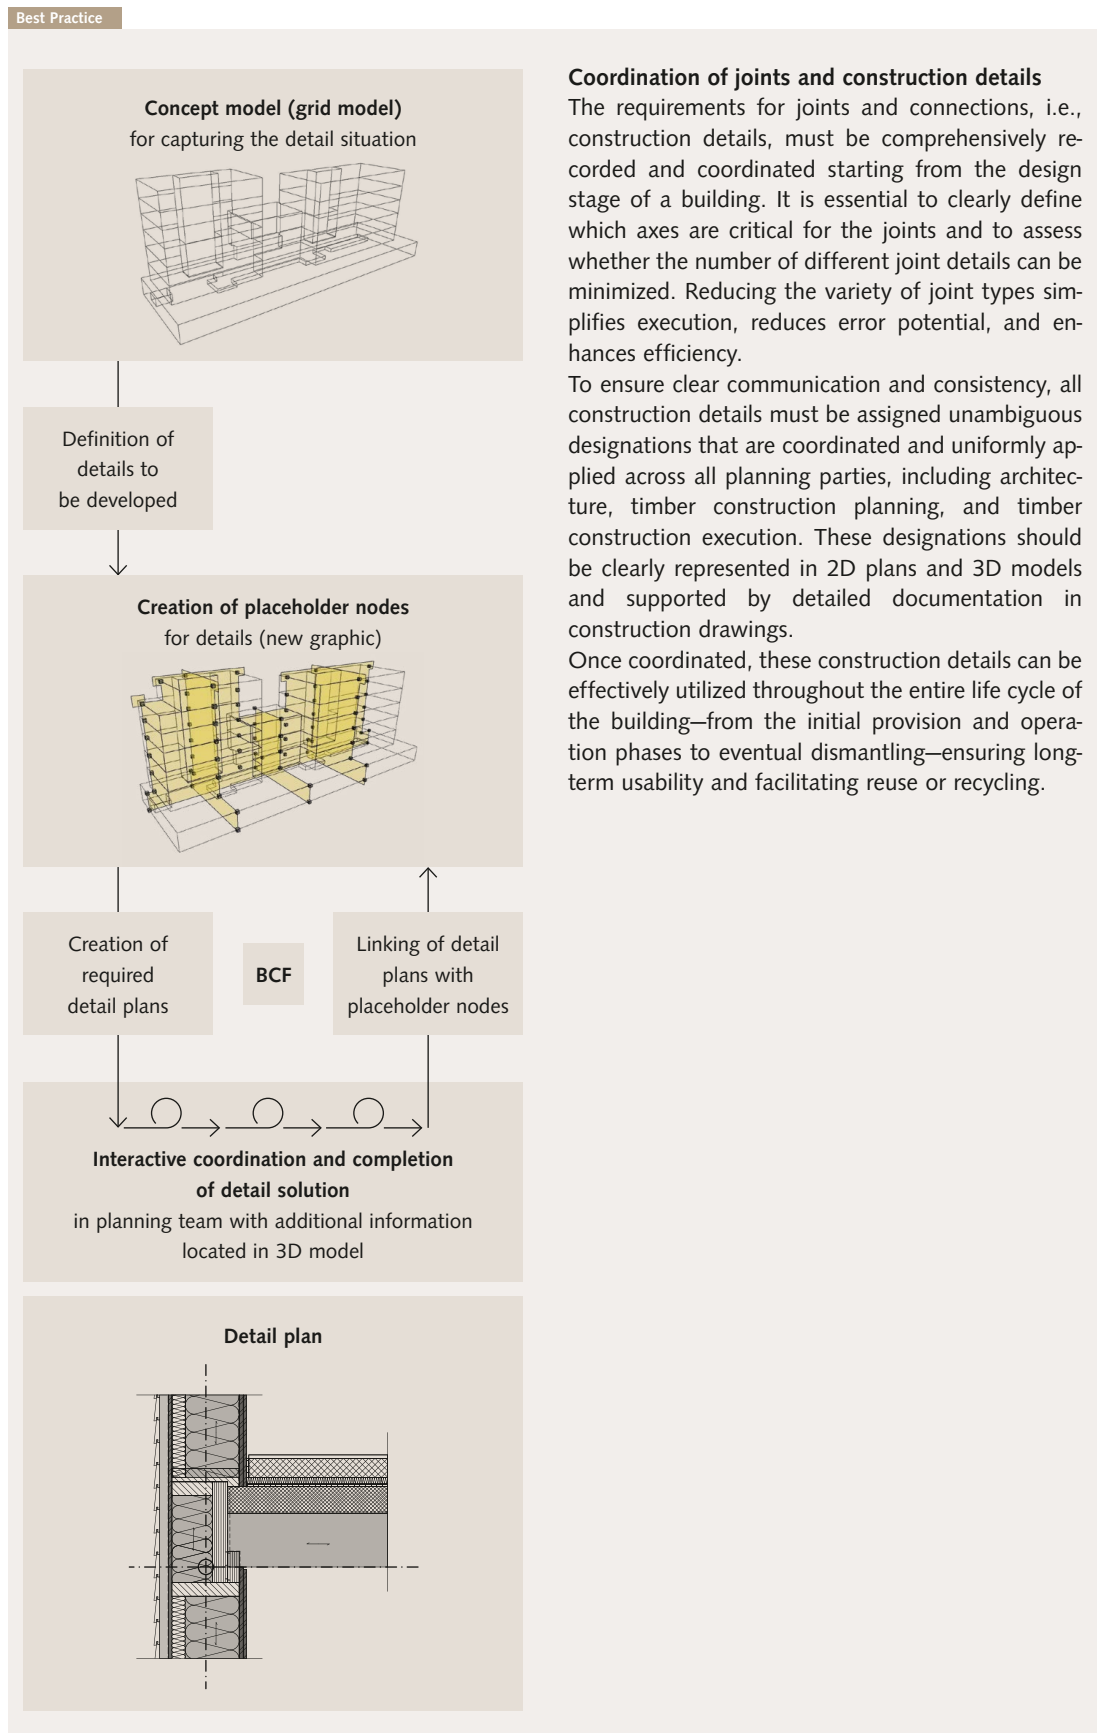 Best Practice
Concept model (grid model)
for capturing the detail situation
Definition of
details to
be developed
Creation of placeholder nodes
for details (new graphic)
Creation of
required
detail plans
BCF
Linking of detail
plans with
placeholder nodes
Interactive coordination and completion
of detail solution
in planning team with additional information
located in 3D model
Detail plan
Coordination of joints and construction details
The requirements for joints and connections, i.e.,
construction details, must be comprehensively re-
corded and coordinated starting from the design
stage of a building. It is essential to clearly define
which axes are critical for the joints and to assess
whether the number of different joint details can be
minimized. Reducing the variety of joint types sim-
plifies execution, reduces error potential, and en-
hances efficiency.
To ensure clear communication and consistency, all
construction details must be assigned unambiguous
designations that are coordinated and uniformly ap-
plied across all planning parties, including architec-
ture, timber construction planning, and timber
construction execution. These designations should
be clearly represented in 2D plans and 3D models
and supported by detailed documentation in
construction drawings.
Once coordinated, these construction details can be
effectively utilized throughout the entire life cycle of
the building—from the initial provision and opera-
tion phases to eventual dismantling—ensuring long-
term usability and facilitating reuse or recycling.